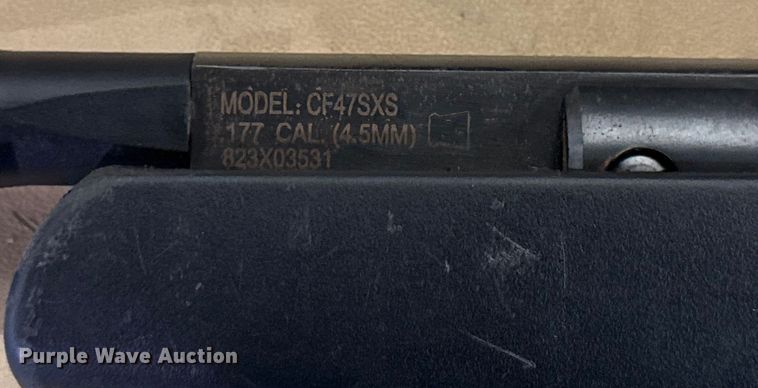 MODEL: CF47SXS
.177 CAL. (4.5MM)
823X03531
Purple Wave Auction